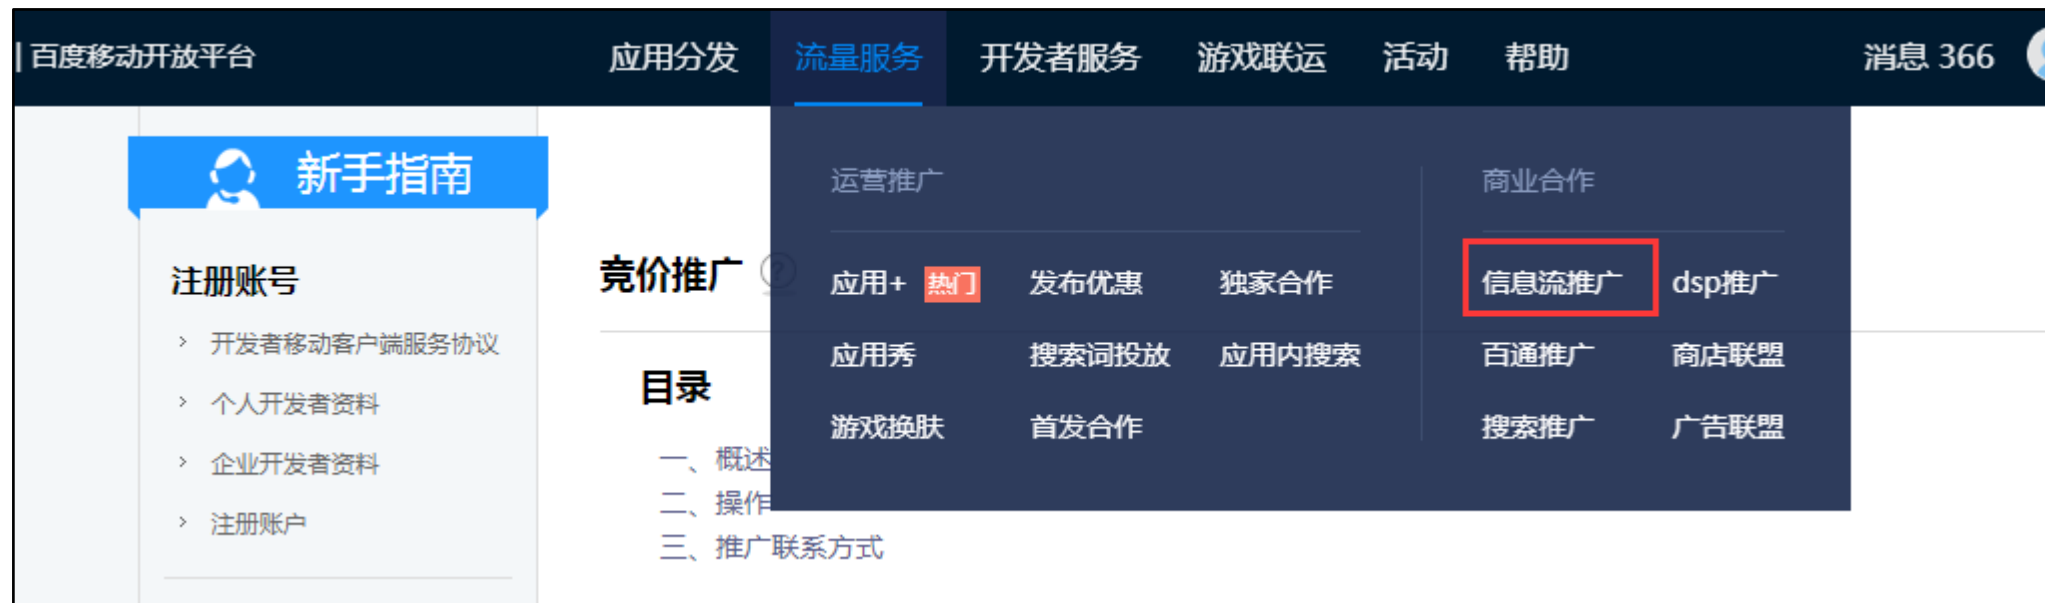 | 百度移动开放平台 应用分发 流量服务 开发者服务 游戏联运 活动 帮助 消息 366
新手指南
注册账号
开发者移动客户端服务协议
个人开发者资料
企业开发者资料
注册账户
竞价推广 ?
目录
一、概述
二、操作
三、推广联系方式
运营推广
应用+ 热门 发布优惠 独家合作
应用秀 搜索词投放 应用内搜索
游戏换肤 首发合作
商业合作
信息流推广 dsp推广
百通推广 商店联盟
搜索推广 广告联盟